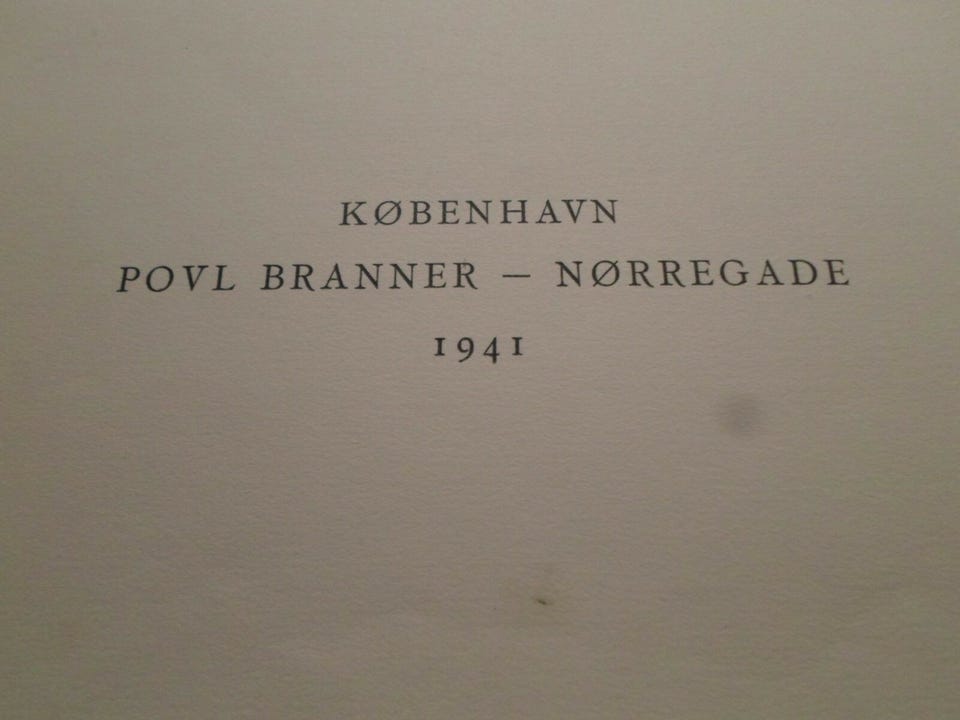 KØBENHAVN
POVL BRANNER — NØRREGADE
1941